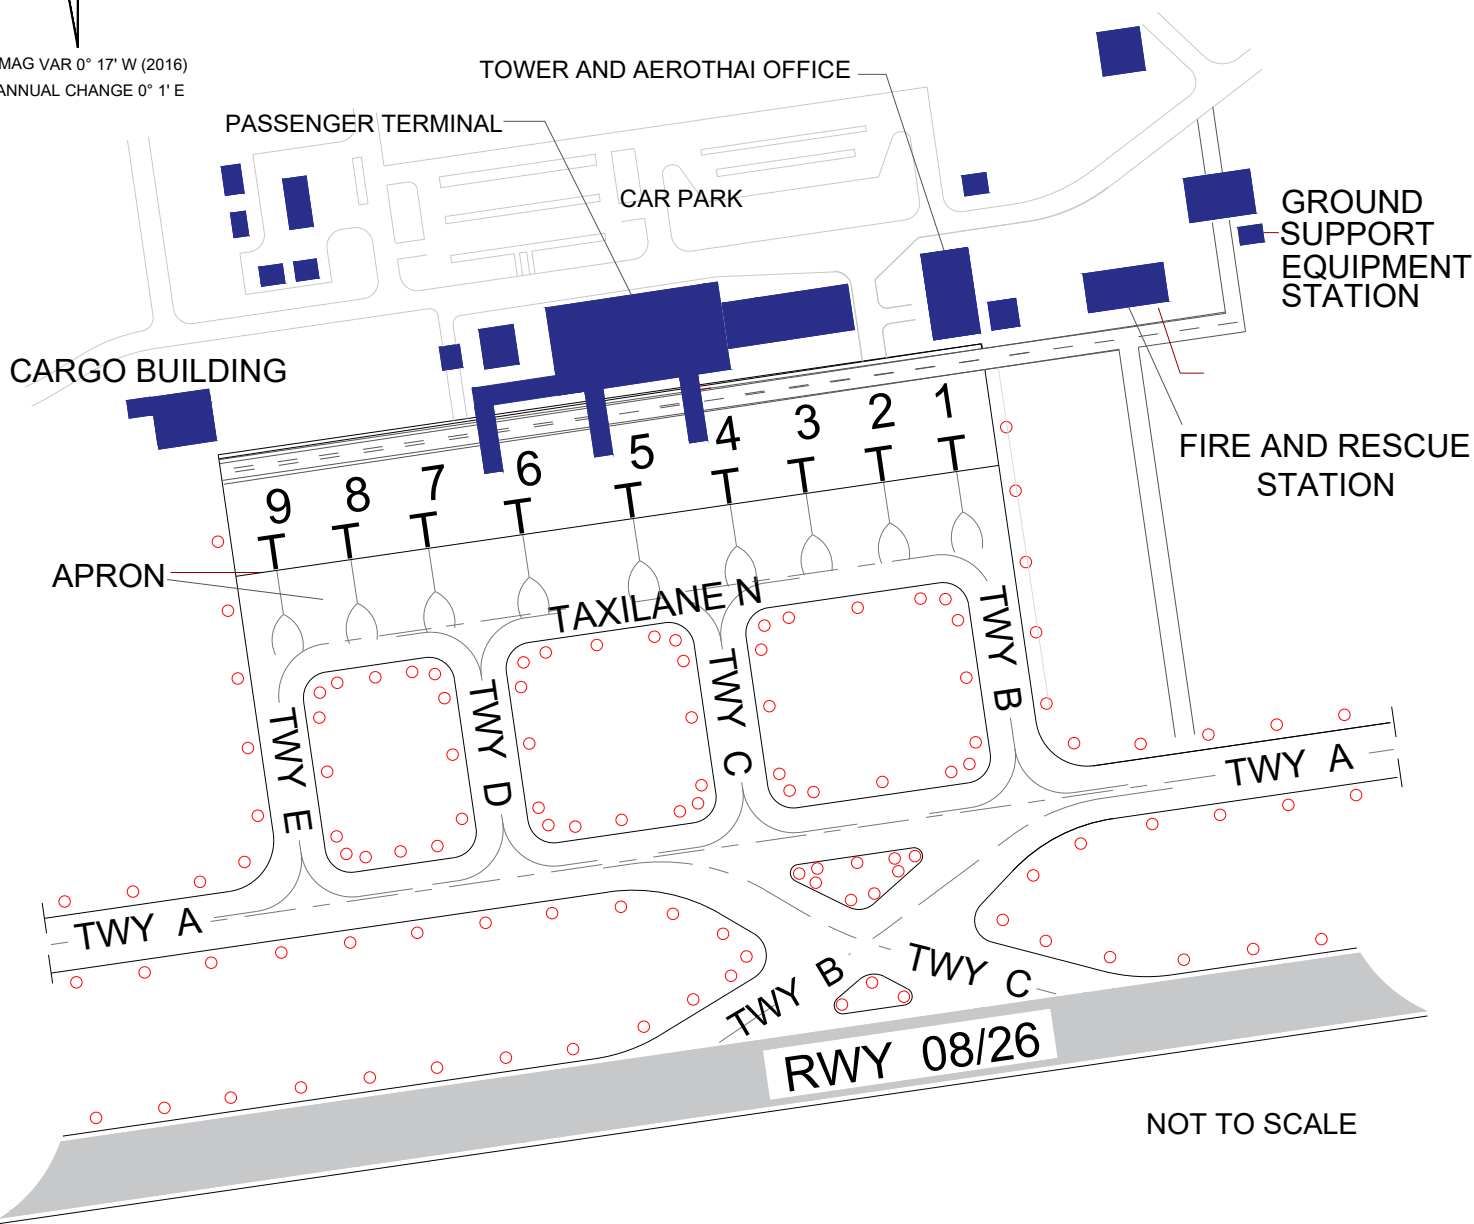 MAG VAR 0° 17' W (2016)
ANNUAL CHANGE 0° 1' E
TOWER AND AEROTHAI OFFICE
PASSENGER TERMINAL
CAR PARK
GROUND
SUPPORT
EQUIPMENT
STATION
CARGO BUILDING
FIRE AND RESCUE
STATION
9
8
7
6
5
4
3
2
1
T
T
T
T
T
T
T
T
T
APRON
TAXILANE N
TWY E
TWY D
TWY C
TWY B
TWY A
TWY A
TWY B
TWY C
RWY 08/26
NOT TO SCALE